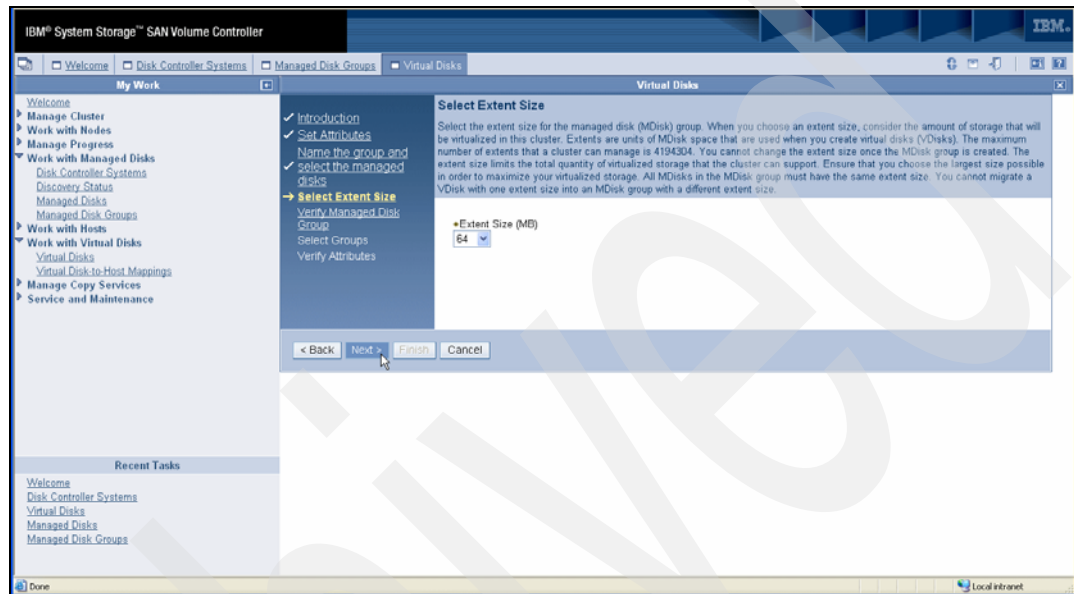 IBM® System Storage™ SAN Volume Controller
IBM.
Welcome
Disk Controller Systems
Managed Disk Groups
Virtual Disks
My Work
Virtual Disks
Welcome
Manage Cluster
Work with Nodes
Manage Progress
Work with Managed Disks
Disk Controller Systems
Discovery Status
Managed Disks
Managed Disk Groups
Work with Hosts
Work with Virtual Disks
Virtual Disks
Virtual Disk-to-Host Mappings
Manage Copy Services
Service and Maintenance
Recent Tasks
Welcome
Disk Controller Systems
Virtual Disks
Managed Disks
Managed Disk Groups
Introduction
Set Attributes
Name the group and
select the managed
disks
Select Extent Size
Verify Managed Disk
Group
Select Groups
Verify Attributes
Select Extent Size
Select the extent size for the managed disk (MDisk) group. When you choose an extent size, consider the amount of storage that will
be virtualized in this cluster. Extents are units of MDisk space that are used when you create virtual disks (VDisks). The maximum
number of extents that a cluster can manage is 4194304. You cannot change the extent size once the MDisk group is created. The
extent size limits the total quantity of virtualized storage that the cluster can support. Ensure that you choose the largest size possible
in order to maximize your virtualized storage. All MDisks in the MDisk group must have the same extent size. You cannot migrate a
VDisk with one extent size into an MDisk group with a different extent size.
Extent Size (MB)
64
< Back
Next >
Finish
Cancel
Done
Local intranet